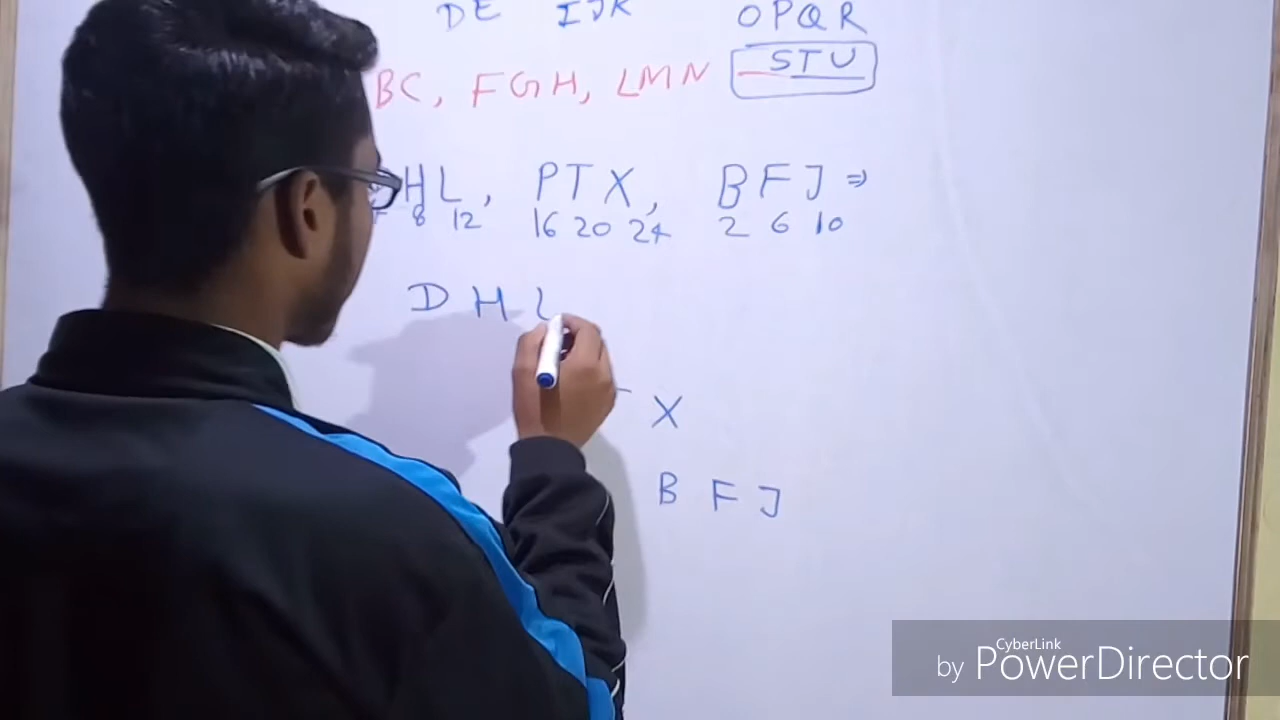 DE IJK OPQR
BC, FGH, LMN STU
HL, PTX, BFJ ⇒
8 12 16 20 24 2 6 10
D H L
X
B F J
CyberLink
by PowerDirector